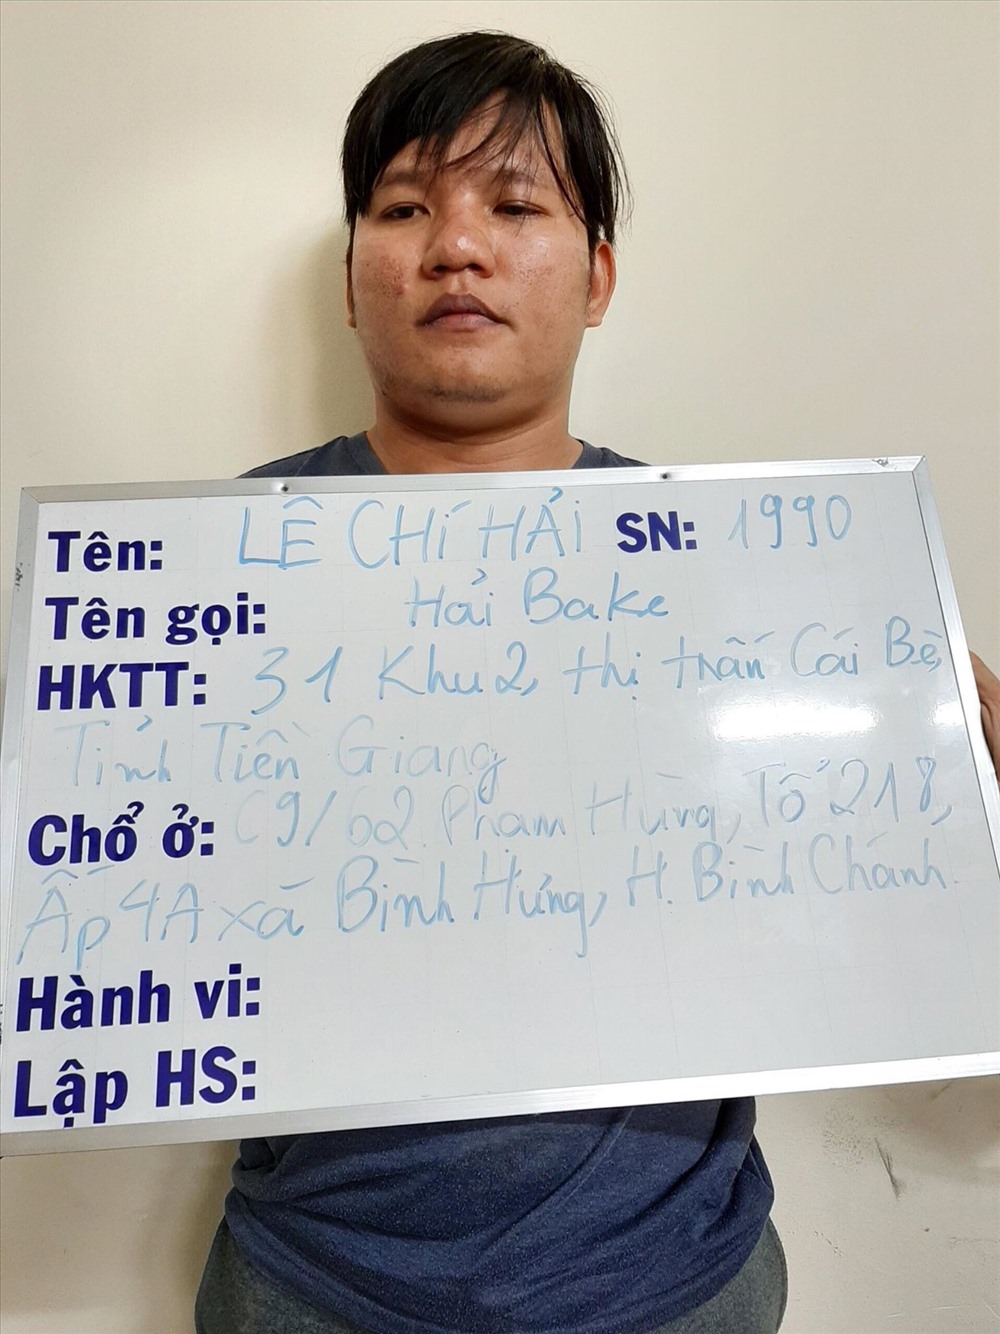 Tên: LÊ CHÍ HẢI SN: 1990
Tên gọi: Hải Bake
HKTT: 31 Khu 2, thị trấn Cái Bè,
Tỉnh Tiền Giang
Chổ ở: C9/62 Phạm Hùng, Tổ 218,
Ấp 4A xã Bình Hưng, H. Bình Chánh.
Hành vi:
Lập HS: